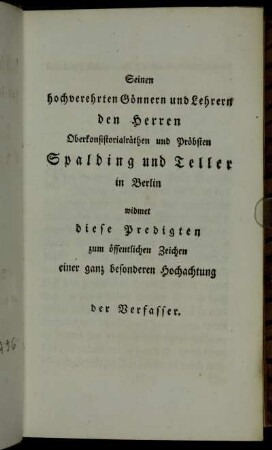 Seinen
hochverehrten Gönnern und Lehrern
den Herren
Oberkonsistorialräthen und Pröbsten
Spalding und Teller
in Berlin
widmet
diese Predigten
zum öffentlichen Zeichen
einer ganz besonderen Hochachtung
der Verfasser.